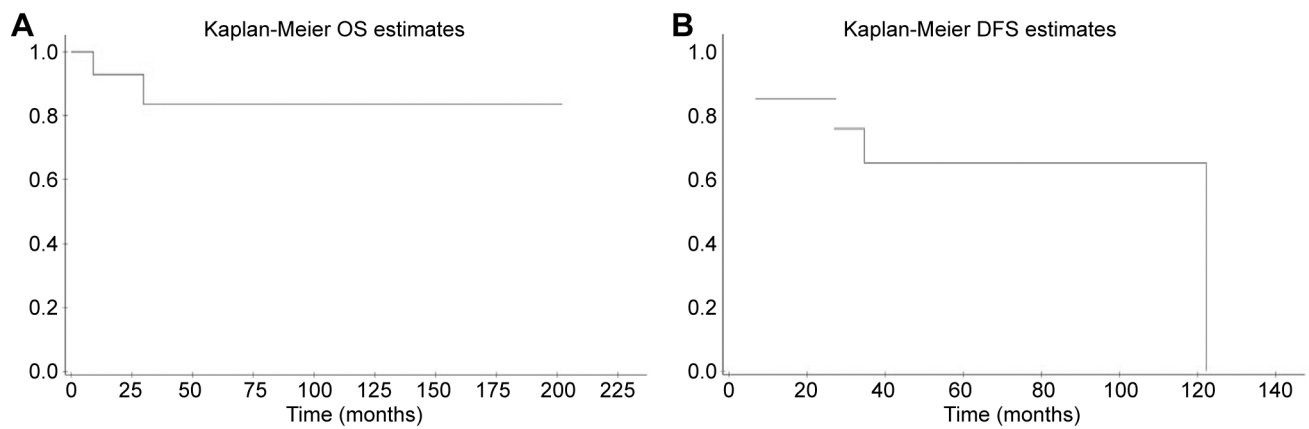 A
Kaplan-Meier OS estimates
1.0
0.8
0.6
0.4
0.2
0.0
0 25 50 75 100 125 150 175 200 225
Time (months)
B
Kaplan-Meier DFS estimates
1.0
0.8
0.6
0.4
0.2
0.0
0 20 40 60 80 100 120 140
Time (months)